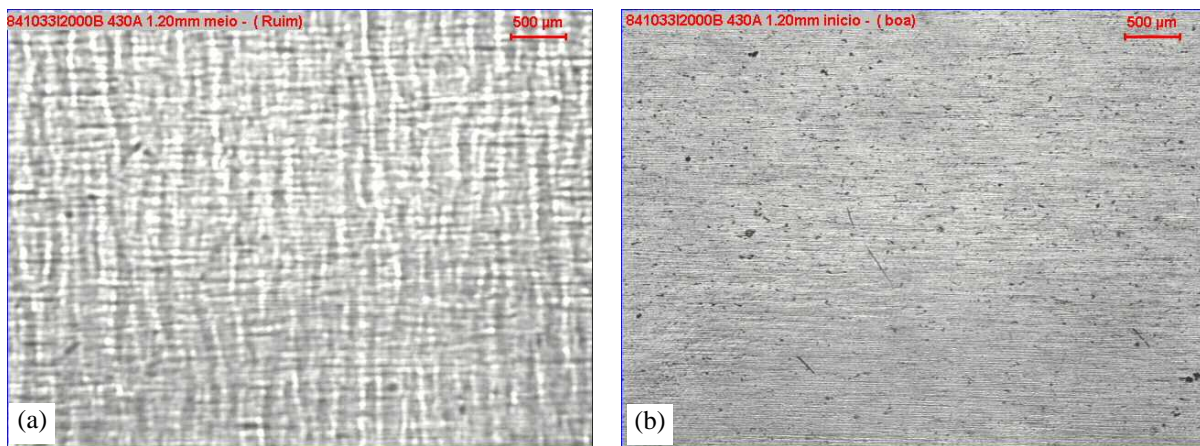 841033I2000B 430A 1.20mm meio - ( Ruim)
500 µm
(a)
841033I2000B 430A 1.20mm inicio - ( boa)
500 µm
(b)